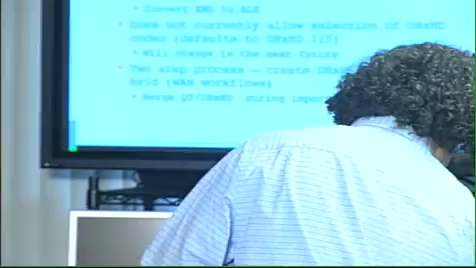 • Convert XML to ALE
• Does not currently allow selection of DNxHD
codec (defaults to DNxHD 115)
• Will change in the near future
• Two step process – create
Avid (WAN workflows)
• Merge QT/DNxHD during